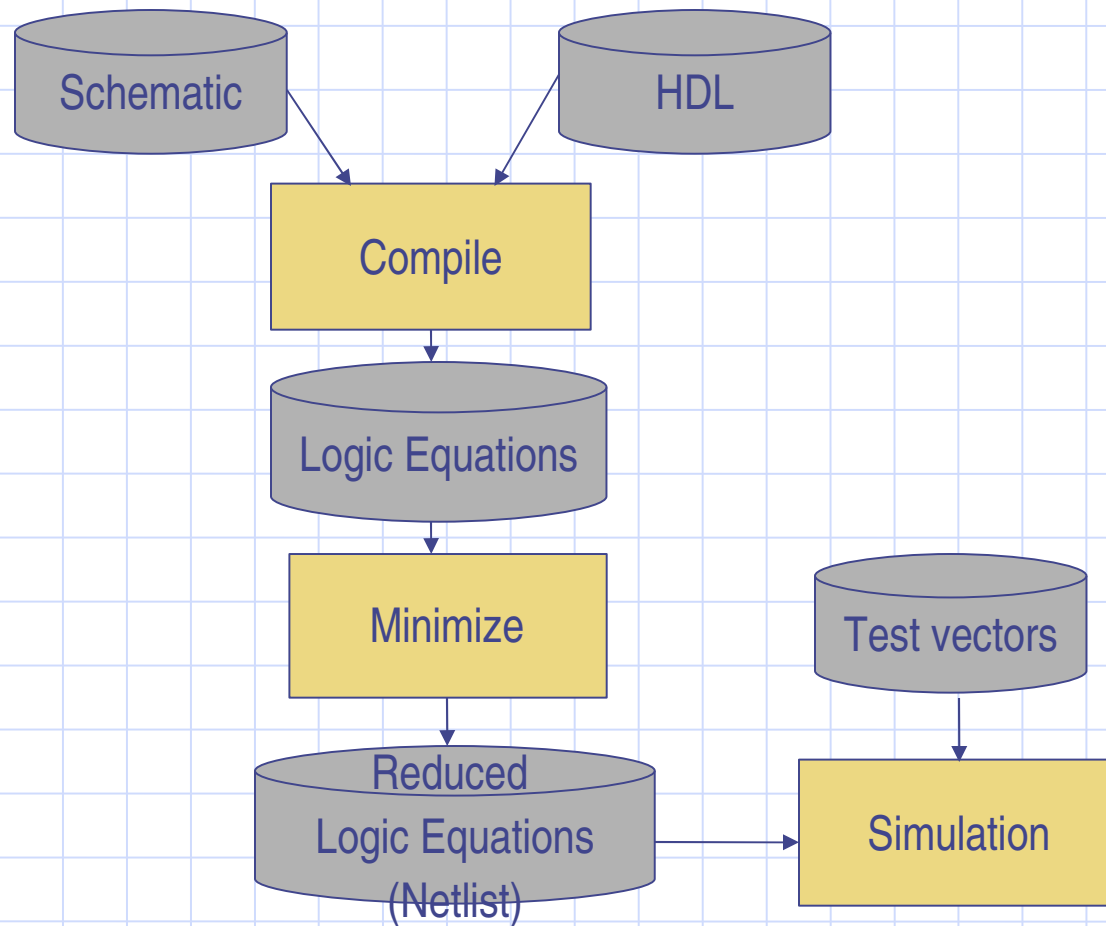 Schematic
HDL
Compile
Logic Equations
Minimize
Test vectors
Reduced
Logic Equations
(Netlist)
Simulation